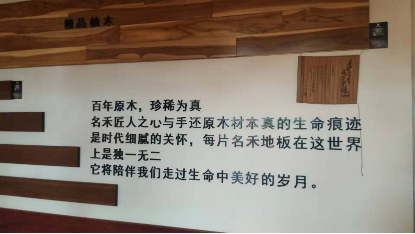 精品柚木
百年原木，珍稀为真
名禾匠人之心与手还原木材本真的生命痕迹
是时代细腻的关怀，每片名禾地板在这世界
上是独一无二
它将陪伴我们走过生命中美好的岁月。